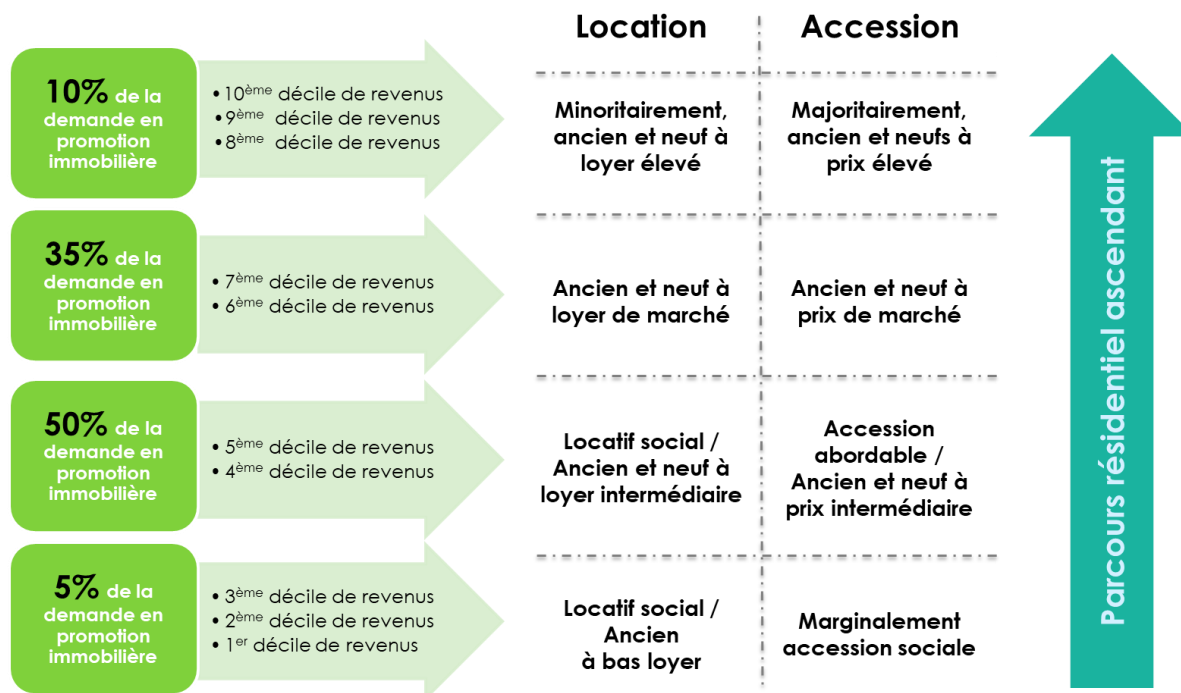 Location
Accession
10% de la
demande en
promotion
immobilière
• 10ème décile de revenus
• 9ème décile de revenus
• 8ème décile de revenus
Minoritairement,
ancien et neuf à
loyer élevé
Majoritairement,
ancien et neufs à
prix élevé
35% de la
demande en
promotion
immobilière
• 7ème décile de revenus
• 6ème décile de revenus
Ancien et neuf à
loyer de marché
Ancien et neuf à
prix de marché
50% de la
demande en
promotion
immobilière
• 5ème décile de revenus
• 4ème décile de revenus
Locatif social /
Ancien et neuf à
loyer intermédiaire
Accession
abordable /
Ancien et neuf à
prix intermédiaire
5% de la
demande en
promotion
immobilière
• 3ème décile de revenus
• 2ème décile de revenus
• 1er décile de revenus
Locatif social /
Ancien
à bas loyer
Marginalement
accession sociale
Parcours résidentiel ascendant